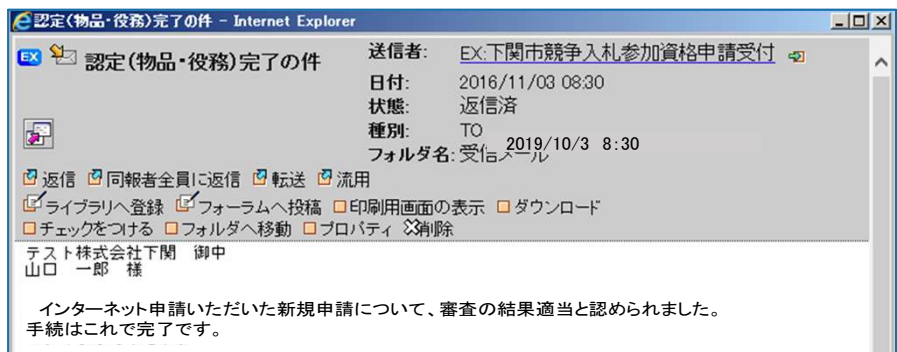 認定(物品・役務)完了の件 - Internet Explorer
EX 認定(物品・役務)完了の件
送信者: EX:下関市競争入札参加資格申請受付
日付: 2016/11/03 08:30
状態: 返信済
種別: TO
2019/10/3 8:30
フォルダ名: 受信メール
返信 同報者全員に返信 転送 流用
ライブラリへ登録 フォーラムへ投稿 印刷用画面の表示 ダウンロード
チェックをつける フォルダへ移動 プロパティ 削除
テスト株式会社下関 御中
山口 一郎 様
インターネット申請いただいた新規申請について、審査の結果適当と認められました。
手続はこれで完了です。